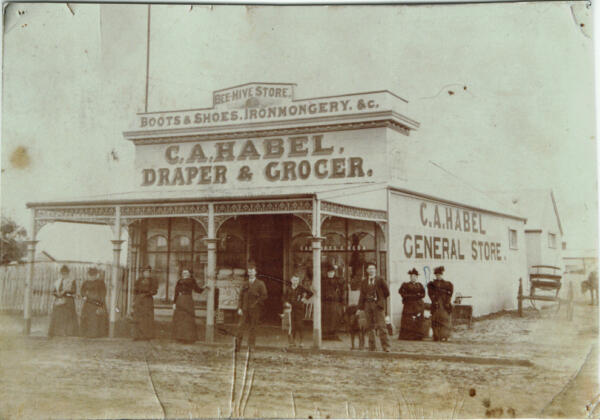 BEE-HIVE STORE.
BOOTS & SHOES. IRONMONGERY. &C.
C.A. HABEL.
DRAPER & GROCER.
C.A. HABEL
GENERAL STORE.